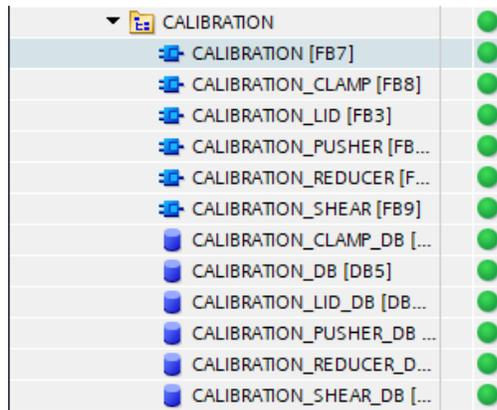 CALIBRATION
CALIBRATION [FB7]
CALIBRATION_CLAMP [FB8]
CALIBRATION_LID [FB3]
CALIBRATION_PUSHER [FB...
CALIBRATION_REDUCER [F...
CALIBRATION_SHEAR [FB9]
CALIBRATION_CLAMP_DB [...
CALIBRATION_DB [DB5]
CALIBRATION_LID_DB [DB...
CALIBRATION_PUSHER_DB ...
CALIBRATION_REDUCER_D...
CALIBRATION_SHEAR_DB [...